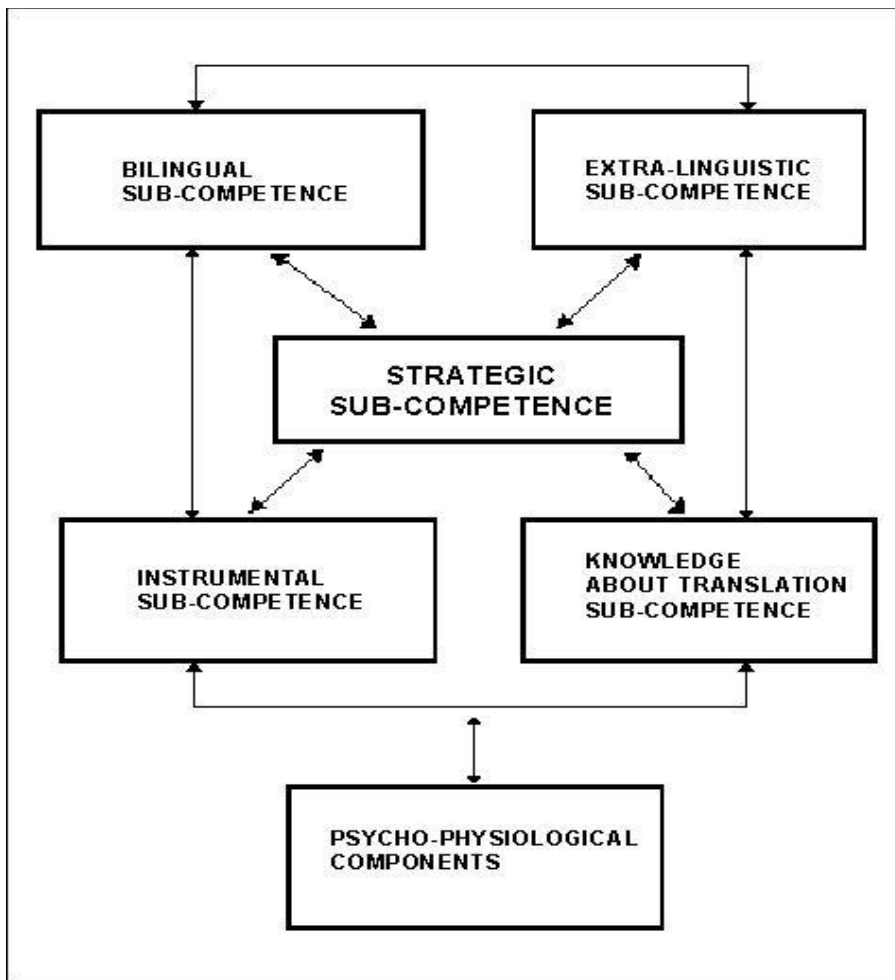 BILINGUAL
SUB-COMPETENCE
EXTRA-LINGUISTIC
SUB-COMPETENCE
STRATEGIC
SUB-COMPETENCE
INSTRUMENTAL
SUB-COMPETENCE
KNOWLEDGE
ABOUT TRANSLATION
SUB-COMPETENCE
PSYCHO-PHYSIOLOGICAL
COMPONENTS